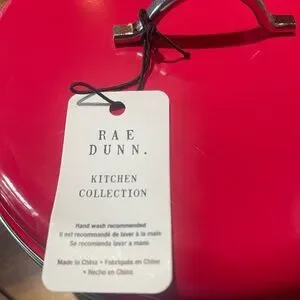 RAE
DUNN.
KITCHEN
COLLECTION
Hand wash recommended
Il est recommandé de laver à la main
Se recomienda lavar a mano
Made in China • Fabriqués en Chine
• Hecho en China